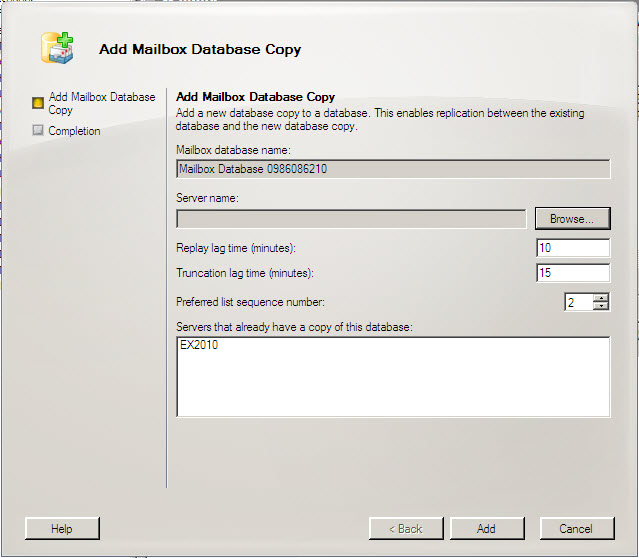 Add Mailbox Database Copy
Add Mailbox Database
Copy
Completion
Add Mailbox Database Copy
Add a new database copy to a database. This enables replication between the existing
database and the new database copy.
Mailbox database name:
Mailbox Database 0986086210
Server name:
Browse...
Replay lag time (minutes):
10
Truncation lag time (minutes):
15
Preferred list sequence number:
2
Servers that already have a copy of this database:
EX2010
Help
< Back
Add
Cancel